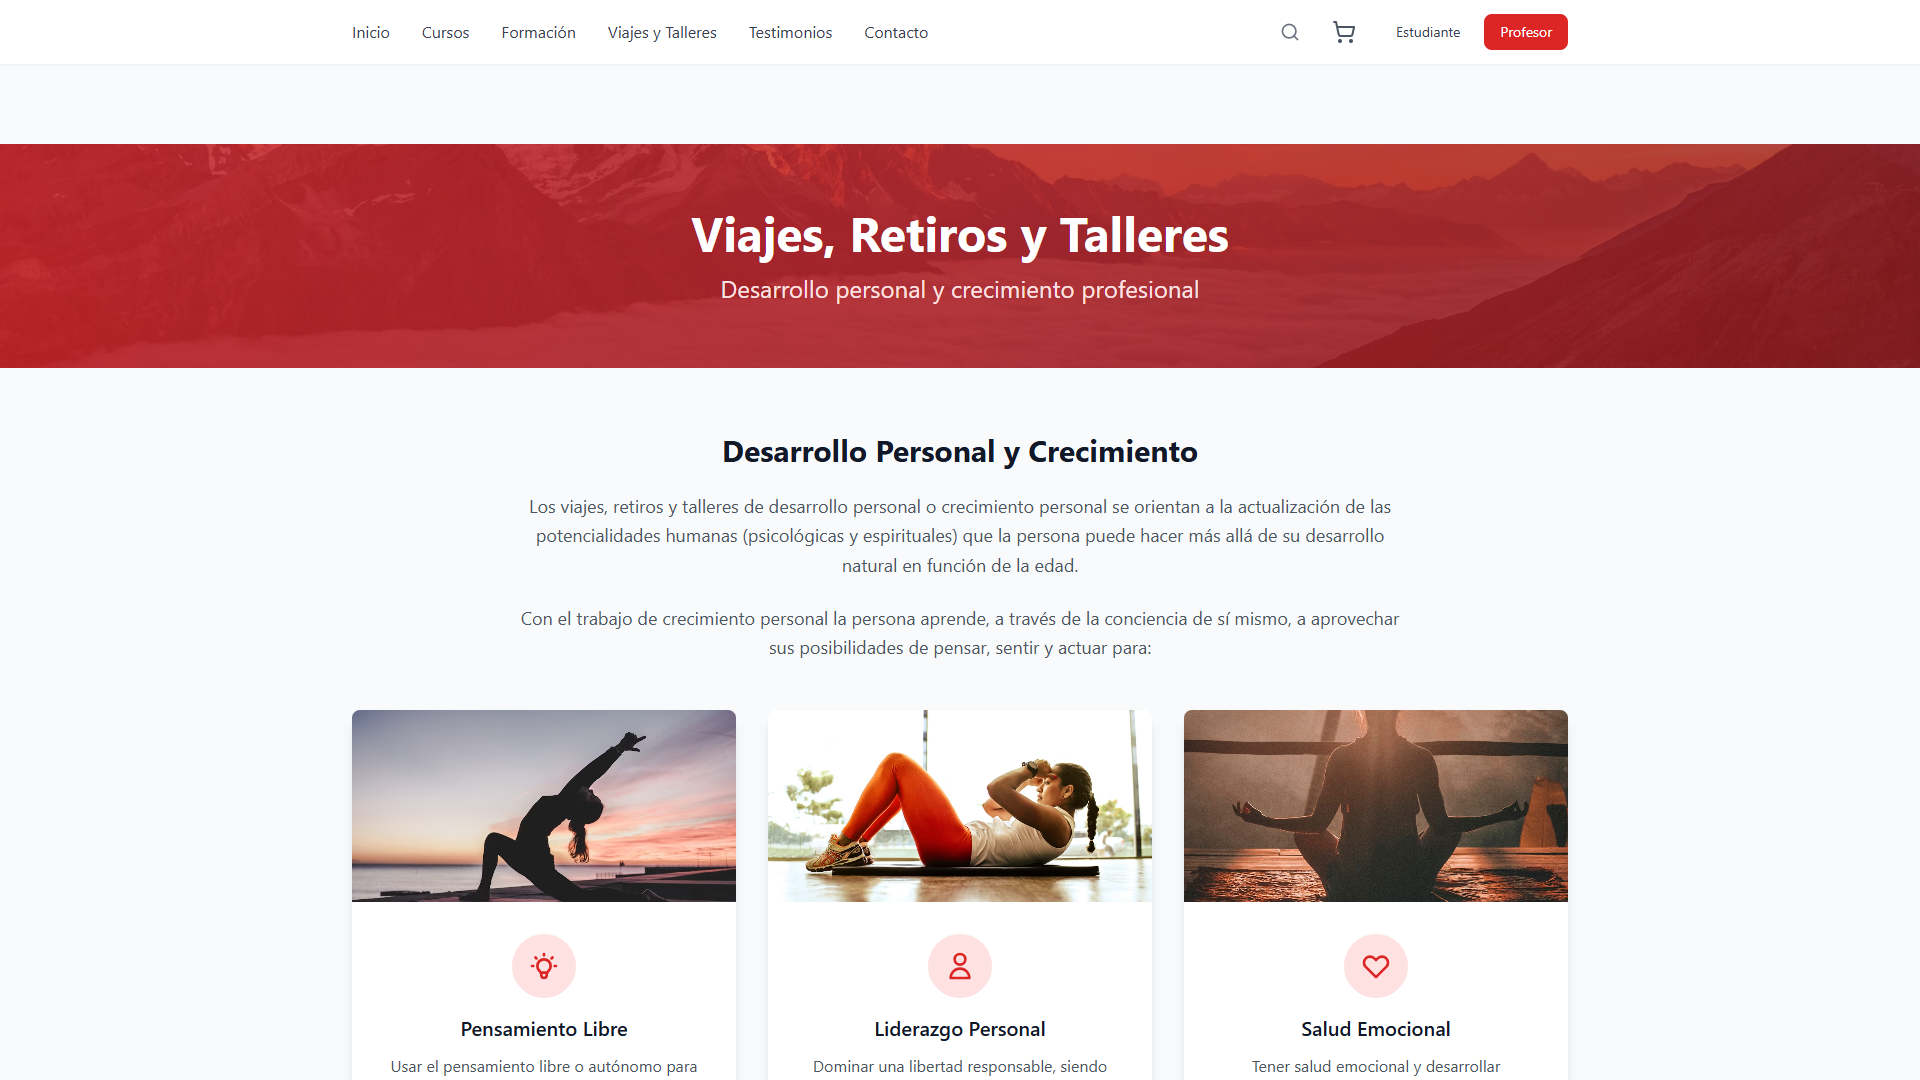 Inicio Cursos Formación Viajes y Talleres Testimonios Contacto Estudiante Profesor
Viajes, Retiros y Talleres
Desarrollo personal y crecimiento profesional
Desarrollo Personal y Crecimiento
Los viajes, retiros y talleres de desarrollo personal o crecimiento personal se orientan a la actualización de las
potencialidades humanas (psicológicas y espirituales) que la persona puede hacer más allá de su desarrollo
natural en función de la edad.
Con el trabajo de crecimiento personal la persona aprende, a través de la conciencia de sí mismo, a aprovechar
sus posibilidades de pensar, sentir y actuar para:
Pensamiento Libre
Usar el pensamiento libre o autónomo para
Liderazgo Personal
Dominar una libertad responsable, siendo
Salud Emocional
Tener salud emocional y desarrollar